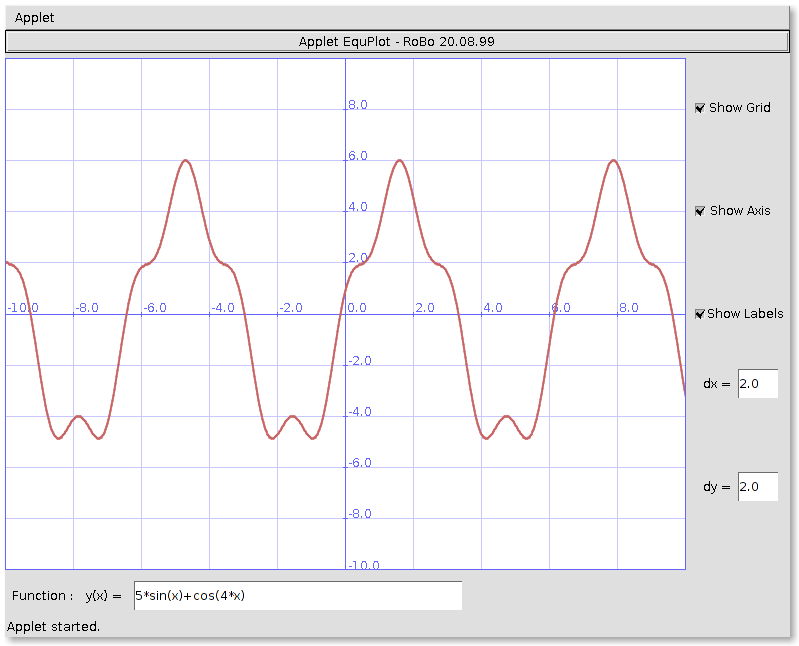 Applet
Applet EquPlot - RoBo 20.08.99
8.0
Show Grid
6.0
4.0
Show Axis
2.0
-10.0 -8.0 -6.0 -4.0 -2.0 0.0 2.0 4.0 6.0 8.0
Show Labels
-2.0
dx = 2.0
-4.0
-6.0
dy = 2.0
-8.0
-10.0
Function : y(x) = 5*sin(x)+cos(4*x)
Applet started.